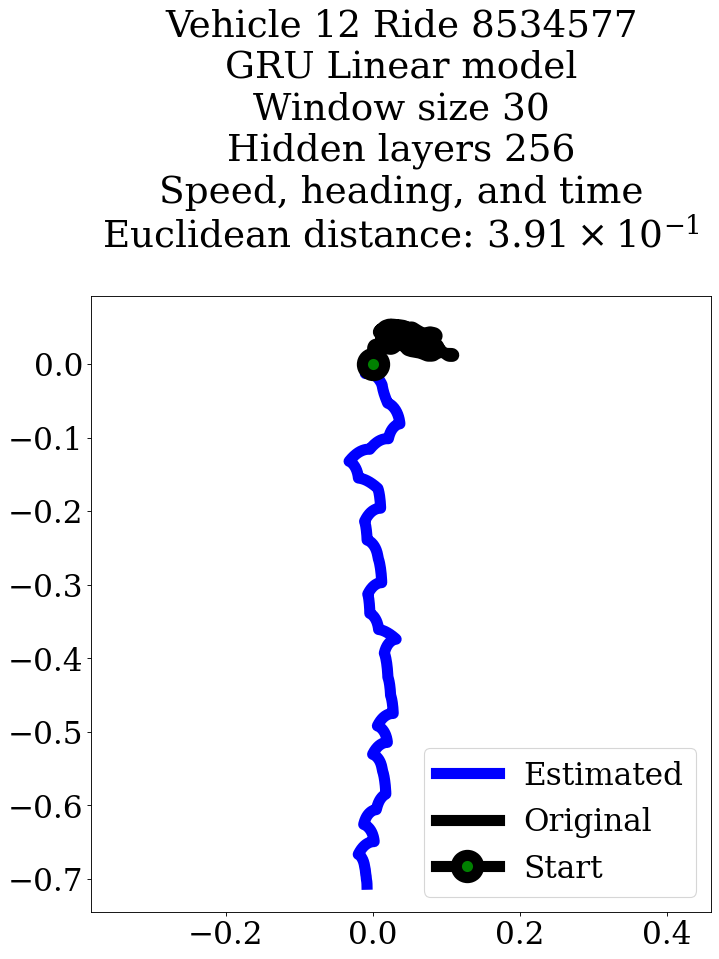 Vehicle 12 Ride 8534577
GRU Linear model
Window size 30
Hidden layers 256
Speed, heading, and time
Euclidean distance: 3.91 × 10⁻¹
0.0
−0.1
−0.2
−0.3
−0.4
−0.5
−0.6
−0.7
Estimated
Original
Start
−0.2
0.0
0.2
0.4